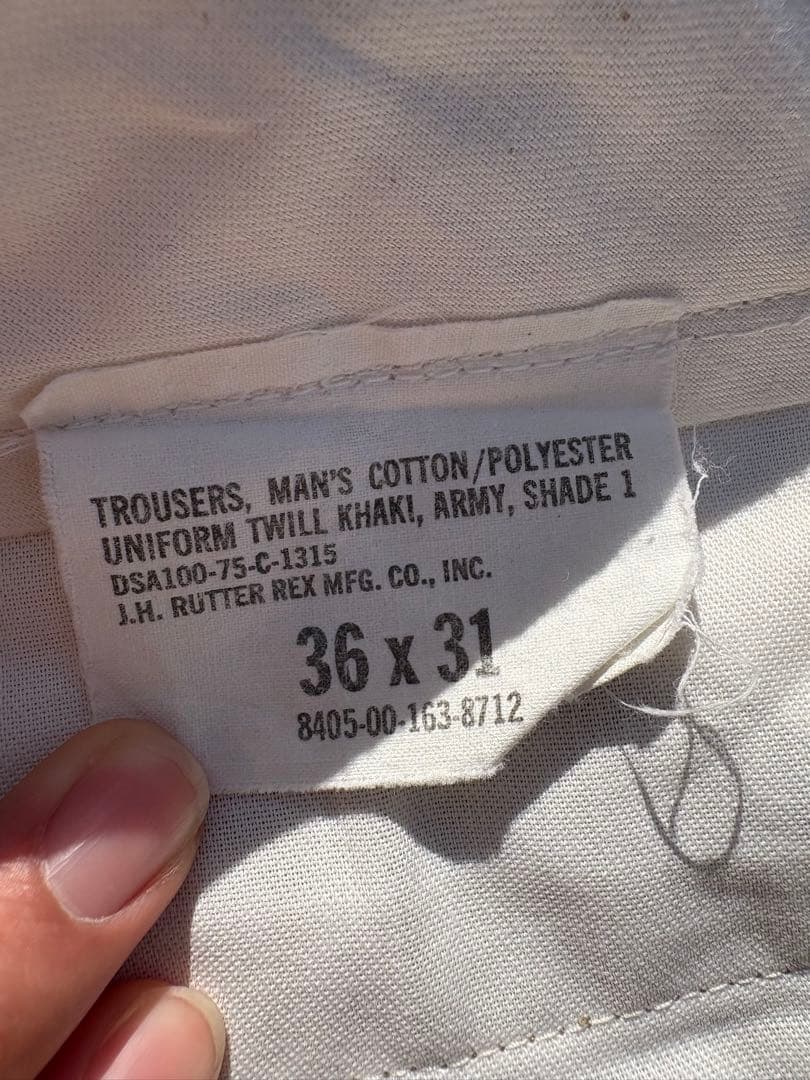 TROUSERS, MAN'S COTTON/POLYESTER
UNIFORM TWILL KHAKI, ARMY, SHADE 1
DSA100-75-C-1315
J.H. RUTTER REX MFG. CO., INC.
36 x 31
8405-00-163-8712